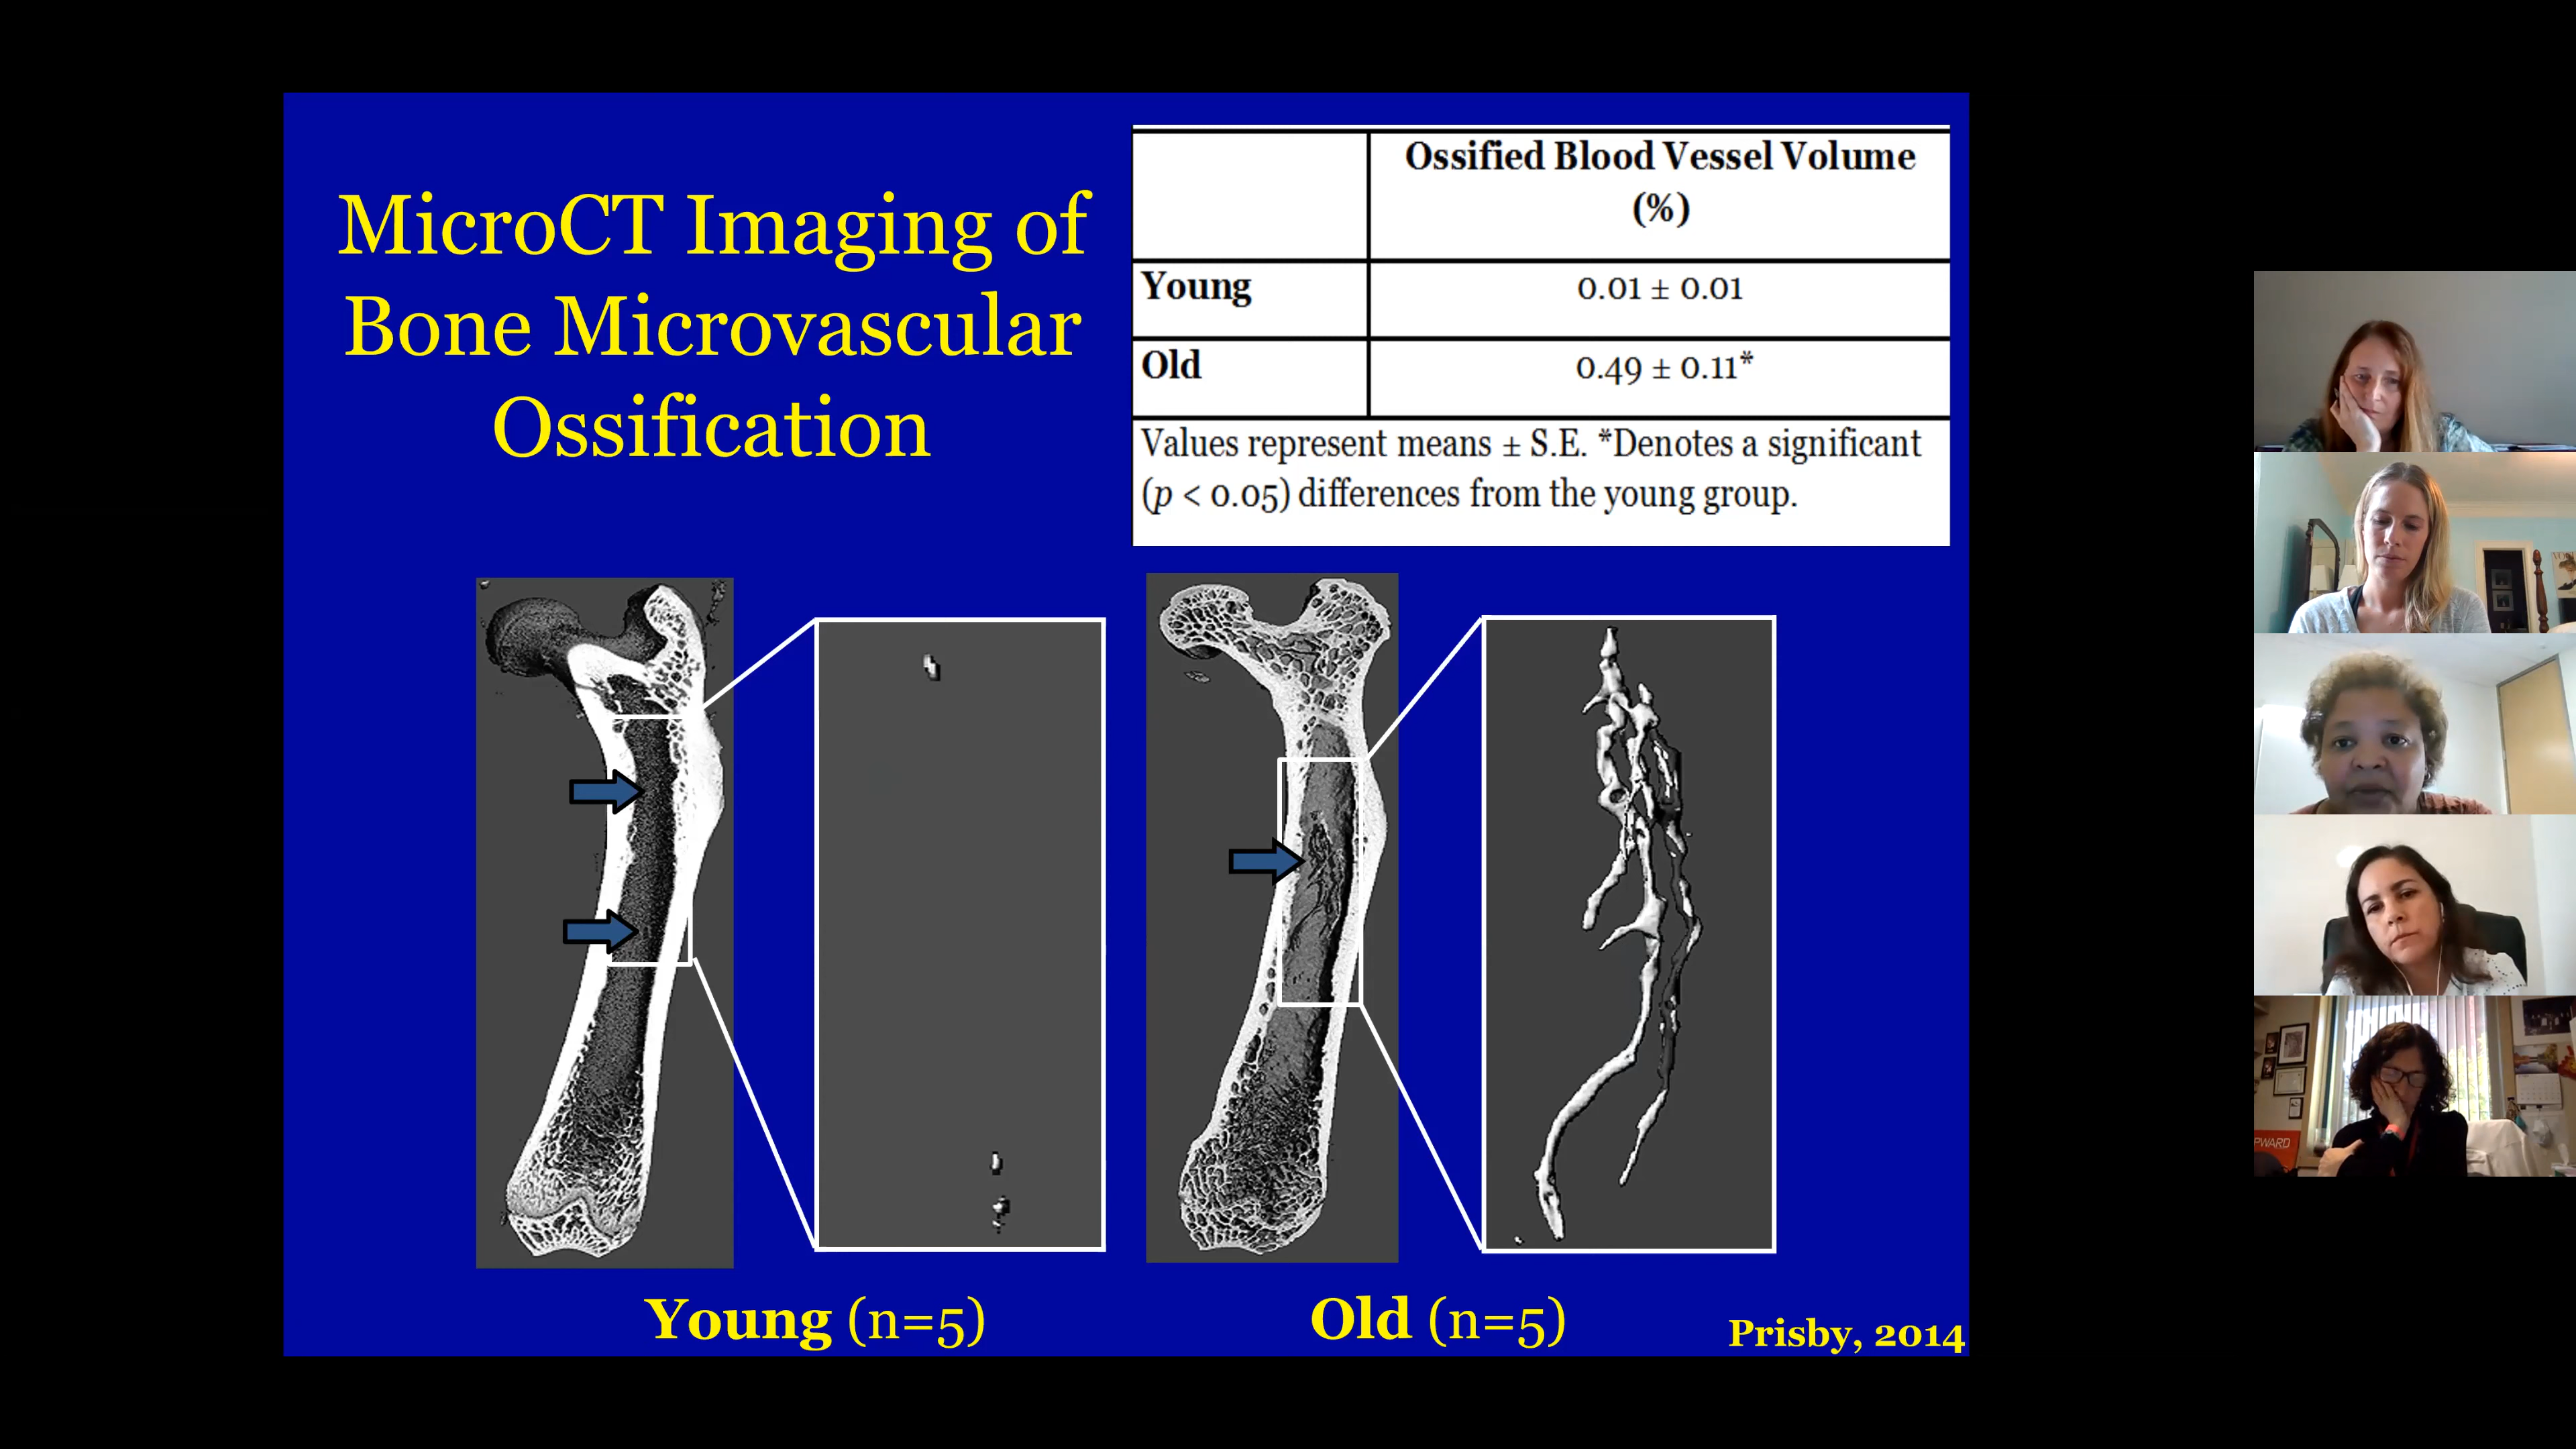 MicroCT Imaging of
Bone Microvascular
Ossification
Ossified Blood Vessel Volume
(%)
Young
0.01 ± 0.01
Old
0.49 ± 0.11*
Values represent means ± S.E. *Denotes a significant
(p < 0.05) differences from the young group.
Young (n=5)
Old (n=5)
Prisby, 2014
PWARD